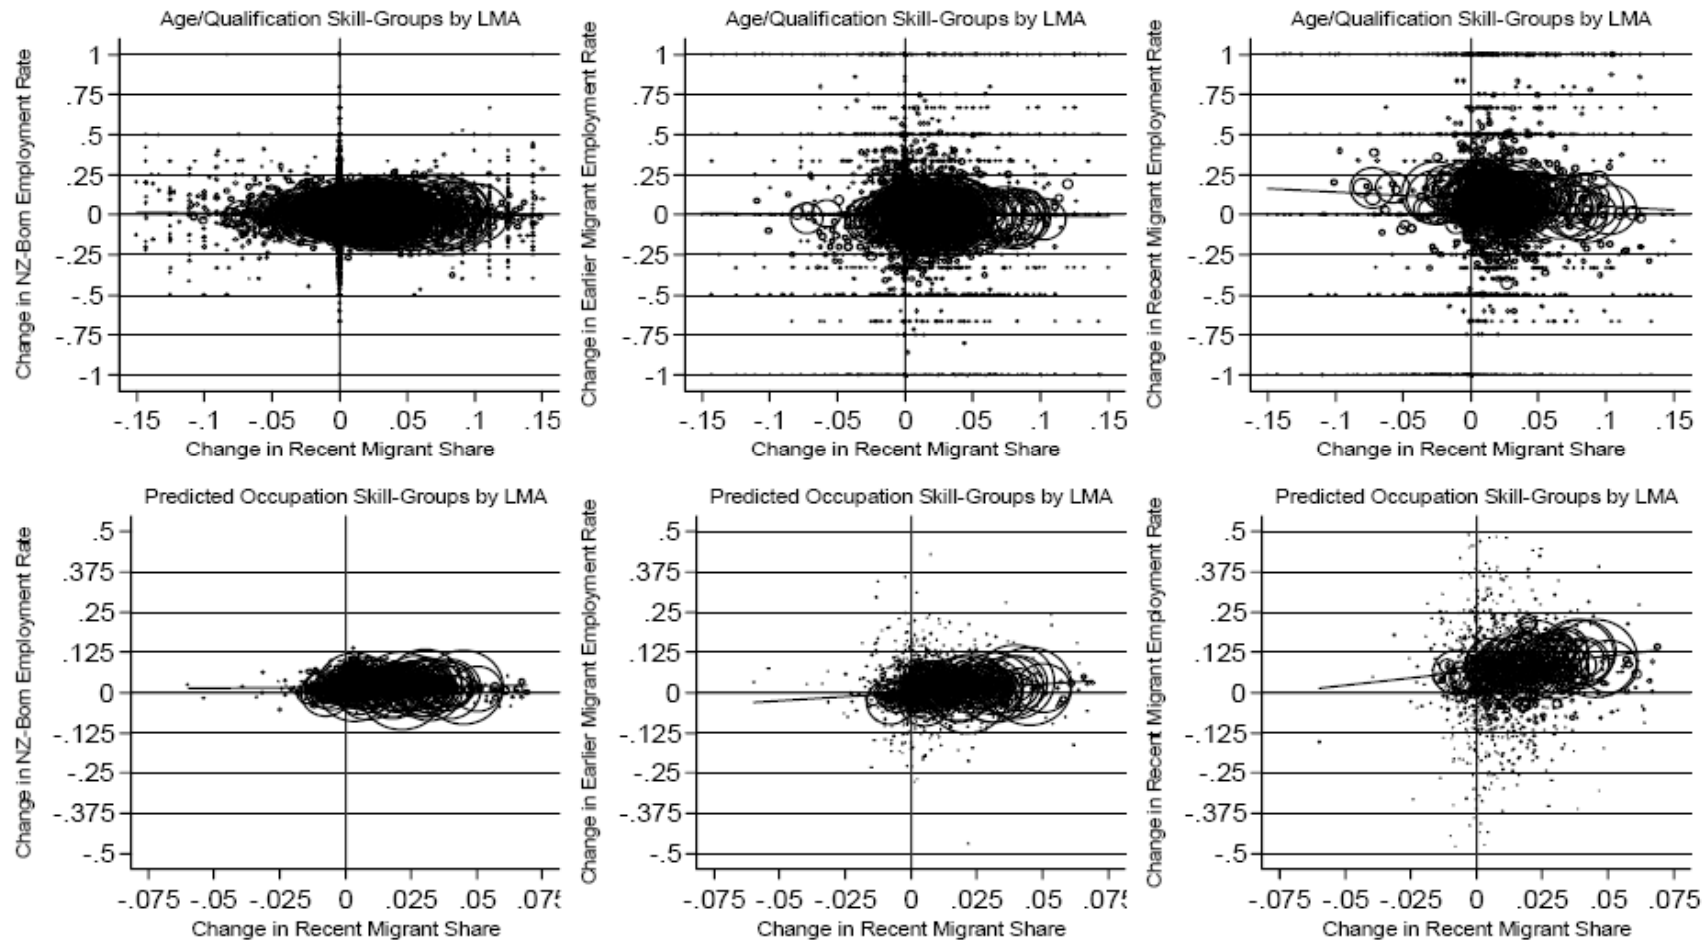 Age/Qualification Skill-Groups by LMA
Change in NZ-Born Employment Rate
1
.75
.5
.25
0
-.25
-.5
-.75
-1
-.15 -.1 -.05 0 .05 .1 .15
Change in Recent Migrant Share
Age/Qualification Skill-Groups by LMA
Change in Earlier Migrant Employment Rate
1
.75
.5
.25
0
-.25
-.5
-.75
-1
-.15 -.1 -.05 0 .05 .1 .15
Change in Recent Migrant Share
Age/Qualification Skill-Groups by LMA
Change in Recent Migrant Employment Rate
1
.75
.5
.25
0
-.25
-.5
-.75
-1
-.15 -.1 -.05 0 .05 .1 .15
Change in Recent Migrant Share
Predicted Occupation Skill-Groups by LMA
Change in NZ-Born Employment Rate
.5
.375
.25
.125
0
-.125
-.25
-.375
-.5
-.075 -.05 -.025 0 .025 .05 .075
Change in Recent Migrant Share
Predicted Occupation Skill-Groups by LMA
Change in Earlier Migrant Employment Rate
.5
.375
.25
.125
0
-.125
-.25
-.375
-.5
-.075 -.05 -.025 0 .025 .05 .075
Change in Recent Migrant Share
Predicted Occupation Skill-Groups by LMA
Change in Recent Migrant Employment Rate
.5
.375
.25
.125
0
-.125
-.25
-.375
-.5
-.075 -.05 -.025 0 .025 .05 .075
Change in Recent Migrant Share